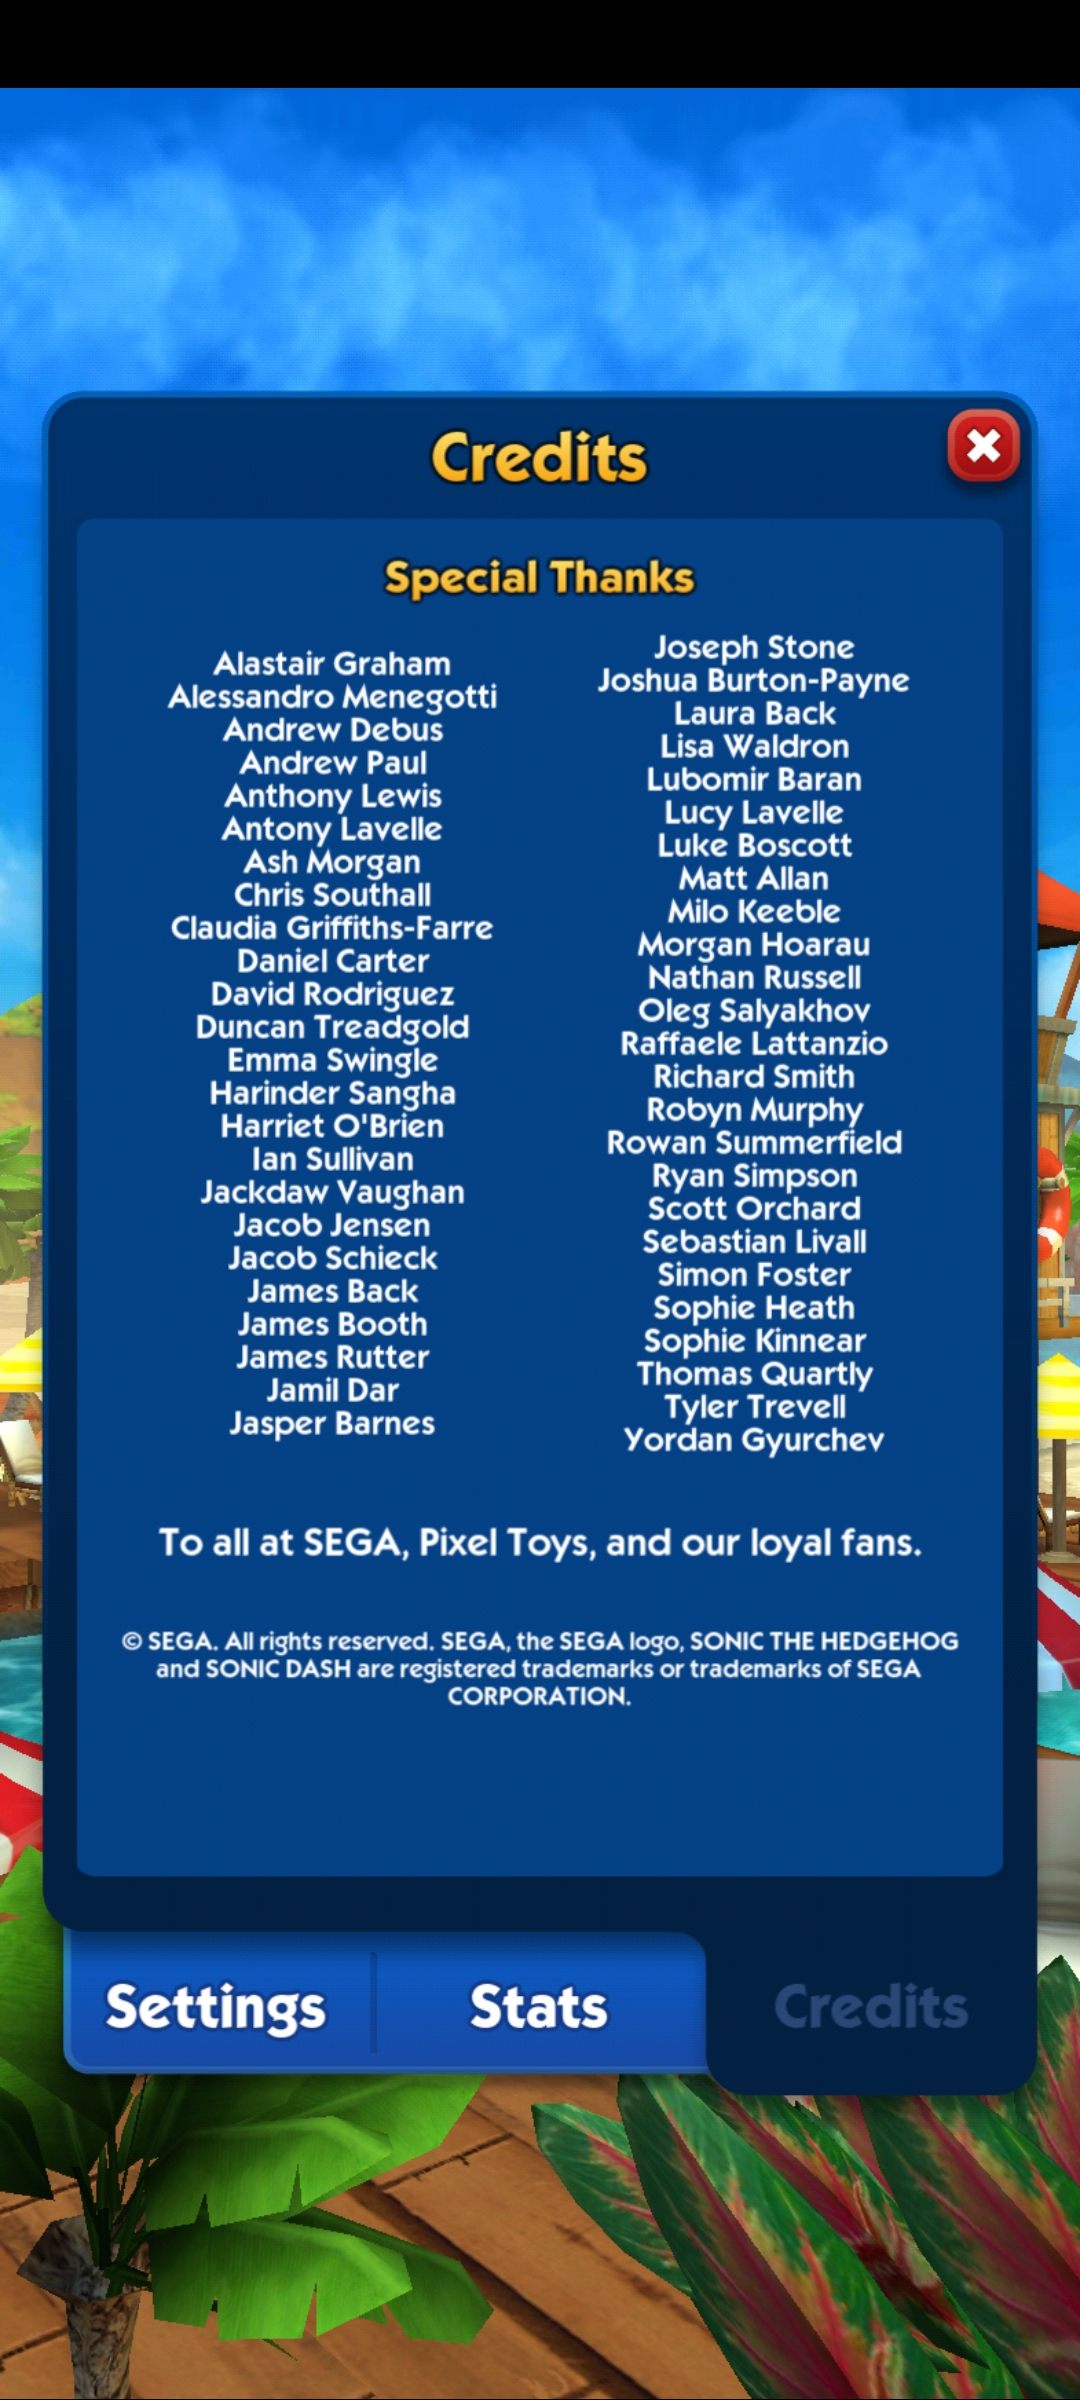 Credits
Special Thanks
Alastair Graham
Alessandro Menegotti
Andrew Debus
Andrew Paul
Anthony Lewis
Antony Lavelle
Ash Morgan
Chris Southall
Claudia Griffiths-Farre
Daniel Carter
David Rodriguez
Duncan Treadgold
Emma Swingle
Harinder Sangha
Harriet O'Brien
Ian Sullivan
Jackdaw Vaughan
Jacob Jensen
Jacob Schieck
James Back
James Booth
James Rutter
Jamil Dar
Jasper Barnes
Joseph Stone
Joshua Burton-Payne
Laura Back
Lisa Waldron
Lubomir Baran
Lucy Lavelle
Luke Boscott
Matt Allan
Milo Keeble
Morgan Hoarau
Nathan Russell
Oleg Salyakhov
Raffaele Lattanzio
Richard Smith
Robyn Murphy
Rowan Summerfield
Ryan Simpson
Scott Orchard
Sebastian Livall
Simon Foster
Sophie Heath
Sophie Kinnear
Thomas Quartly
Tyler Trevell
Yordan Gyurchev
To all at SEGA, Pixel Toys, and our loyal fans.
© SEGA. All rights reserved. SEGA, the SEGA logo, SONIC THE HEDGEHOG
and SONIC DASH are registered trademarks or trademarks of SEGA
CORPORATION.
Settings
Stats
Credits